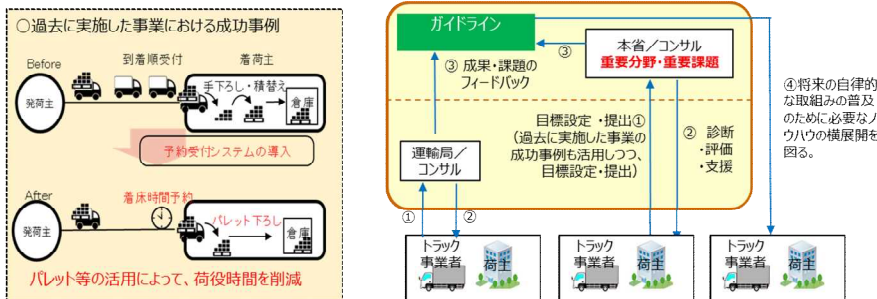 ○過去に実施した事業における成功事例
Before
到着順受付
着荷主
発荷主
手下ろし・積替え
倉庫
予約受付システムの導入
After
着床時間予約
発荷主
パレット下ろし
倉庫
パレット等の活用によって、荷役時間を削減
ガイドライン
③
本省／コンサル
重要分野・重要課題
③ 成果・課題の
フィードバック
目標設定・提出①
（過去に実施した事業の
成功事例も活用しつつ、
目標設定・提出）
② 診断
・評価
・支援
運輸局／
コンサル
①
②
④将来の自律的
な取組みの普及
のために必要なノ
ウハウの横展開を
図る。
トラック
事業者
荷主
トラック
事業者
荷主
トラック
事業者
荷主